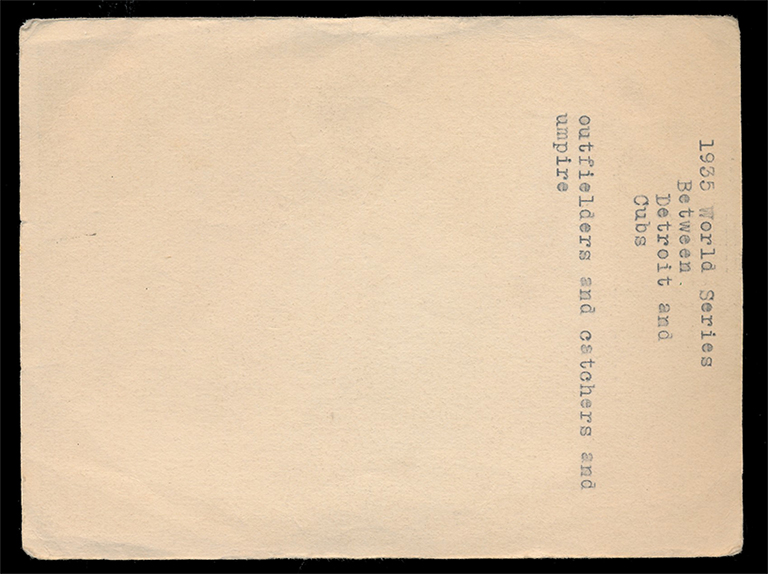 1935 World Series
Between
Detroit and
Cubs
outfielders and catchers and
umpire